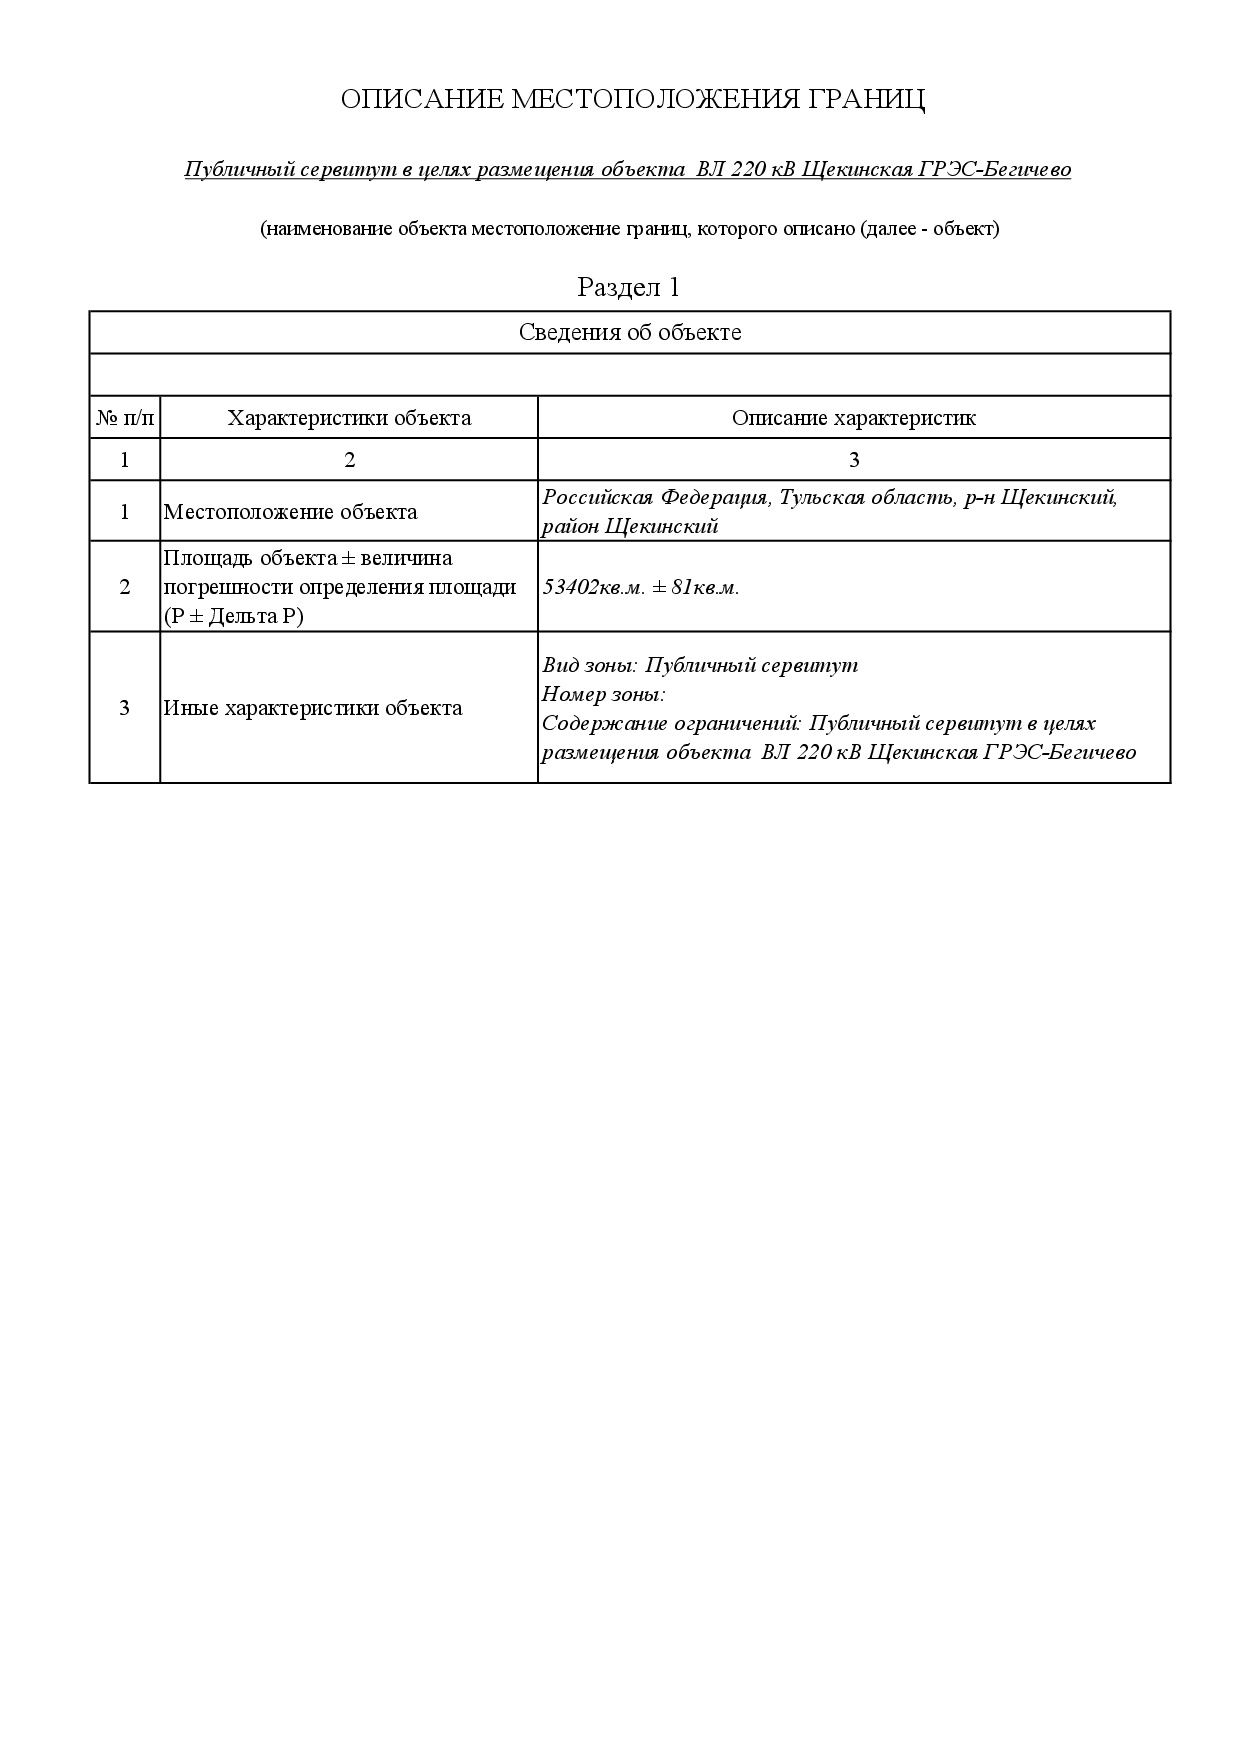 ОПИСАНИЕ МЕСТОПОЛОЖЕНИЯ ГРАНИЦ
Публичный сервитут в целях размещения объекта  ВЛ 220 кВ Щекинская ГРЭС-Бегичево
(наименование объекта местоположение границ, которого описано (далее - объект)
Раздел 1
Сведения об объекте
№ п/п Характеристики объекта Описание характеристик
1 2 3
1 Местоположение объекта Российская Федерация, Тульская область, р-н Щекинский,
район Щекинский
2 Площадь объекта ± величина
погрешности определения площади
(Р ± Дельта Р)
53402кв.м. ± 81кв.м.
3 Иные характеристики объекта
Вид зоны: Публичный сервитут
Номер зоны:
Содержание ограничений: Публичный сервитут в целях
размещения объекта  ВЛ 220 кВ Щекинская ГРЭС-Бегичево